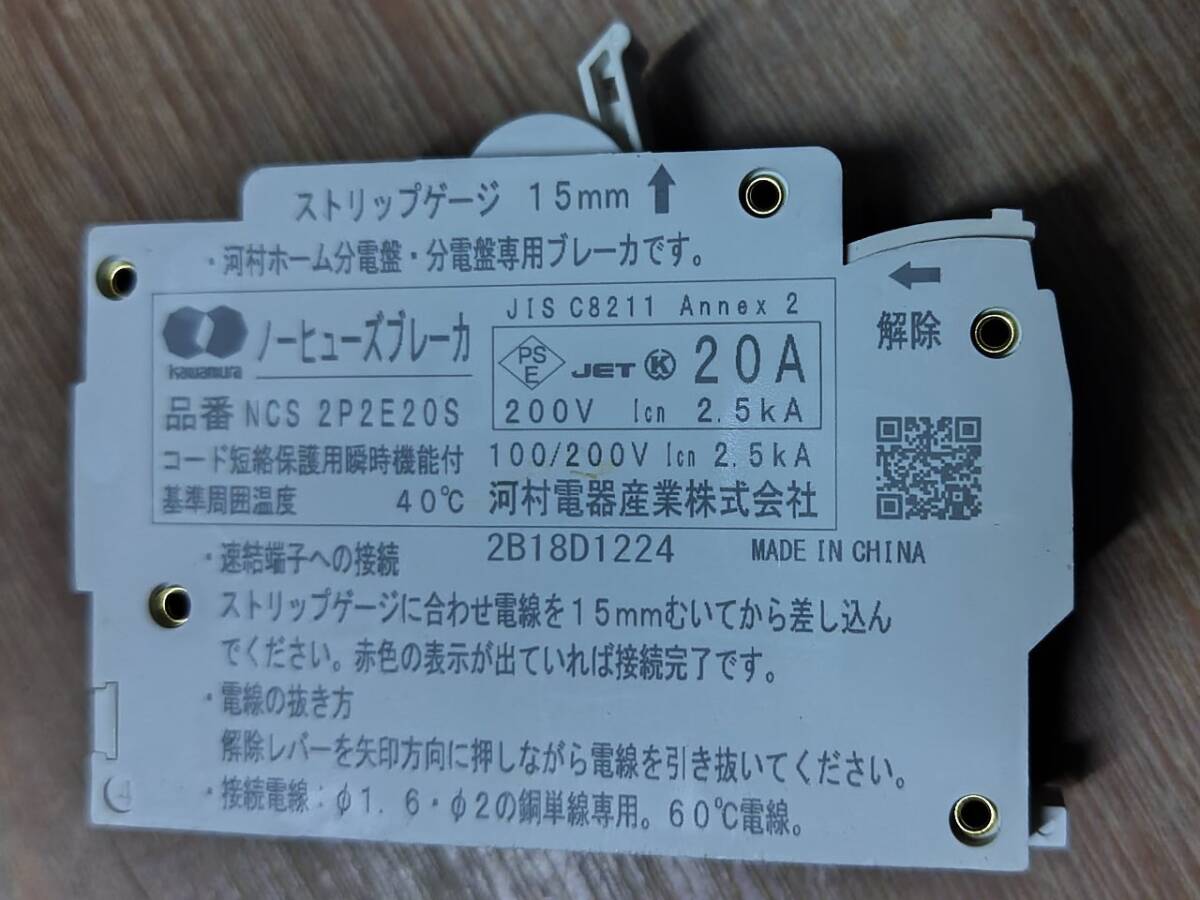 ストリップゲージ 15mm ↑
・河村ホーム分電盤・分電盤専用ブレーカです。
JIS C8211 Annex 2
kawamura
ノーヒューズブレーカ
PS
E
JET
K
20A
200V Icn 2.5kA
品番 NCS 2P2E20S
コード短絡保護用瞬時機能付
100/200V Icn 2.5kA
基準周囲温度 40℃
河村電器産業株式会社
←
解除
2B18D1224
MADE IN CHINA
・速結端子への接続
ストリップゲージに合わせ電線を15mmむいてから差し込ん
でください。赤色の表示が出ていれば接続完了です。
・電線の抜き方
解除レバーを矢印方向に押しながら電線を引き抜いてください。
・接続電線：φ1.6・φ2の銅単線専用。60℃電線。
4